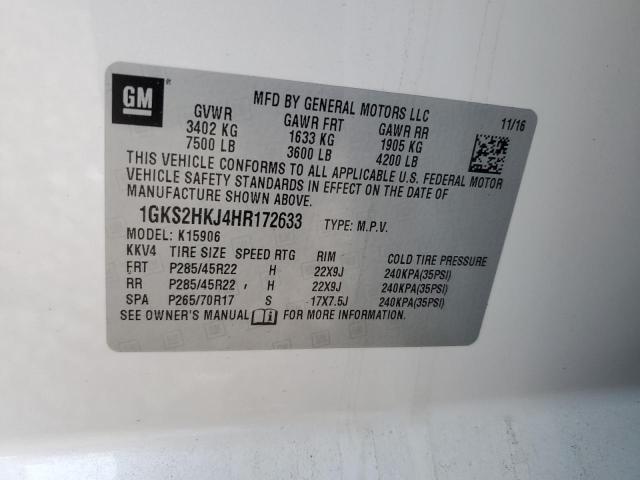 GM
MFD BY GENERAL MOTORS LLC
GVWR GAWR FRT GAWR RR 11/16
3402 KG 1633 KG 1905 KG
7500 LB 3600 LB 4200 LB
THIS VEHICLE CONFORMS TO ALL APPLICABLE U.S. FEDERAL MOTOR
VEHICLE SAFETY STANDARDS IN EFFECT ON THE DATE OF
MANUFACTURE SHOWN ABOVE.
1GKS2HKJ4HR172633 TYPE: M.P.V.
MODEL: K15906
KKV4 TIRE SIZE SPEED RTG RIM COLD TIRE PRESSURE
FRT P285/45R22 H 22X9J 240KPA(35PSI)
RR P285/45R22 H 22X9J 240KPA(35PSI)
SPA P265/70R17 S 17X7.5J 240KPA(35PSI)
SEE OWNER'S MANUAL FOR MORE INFORMATION.